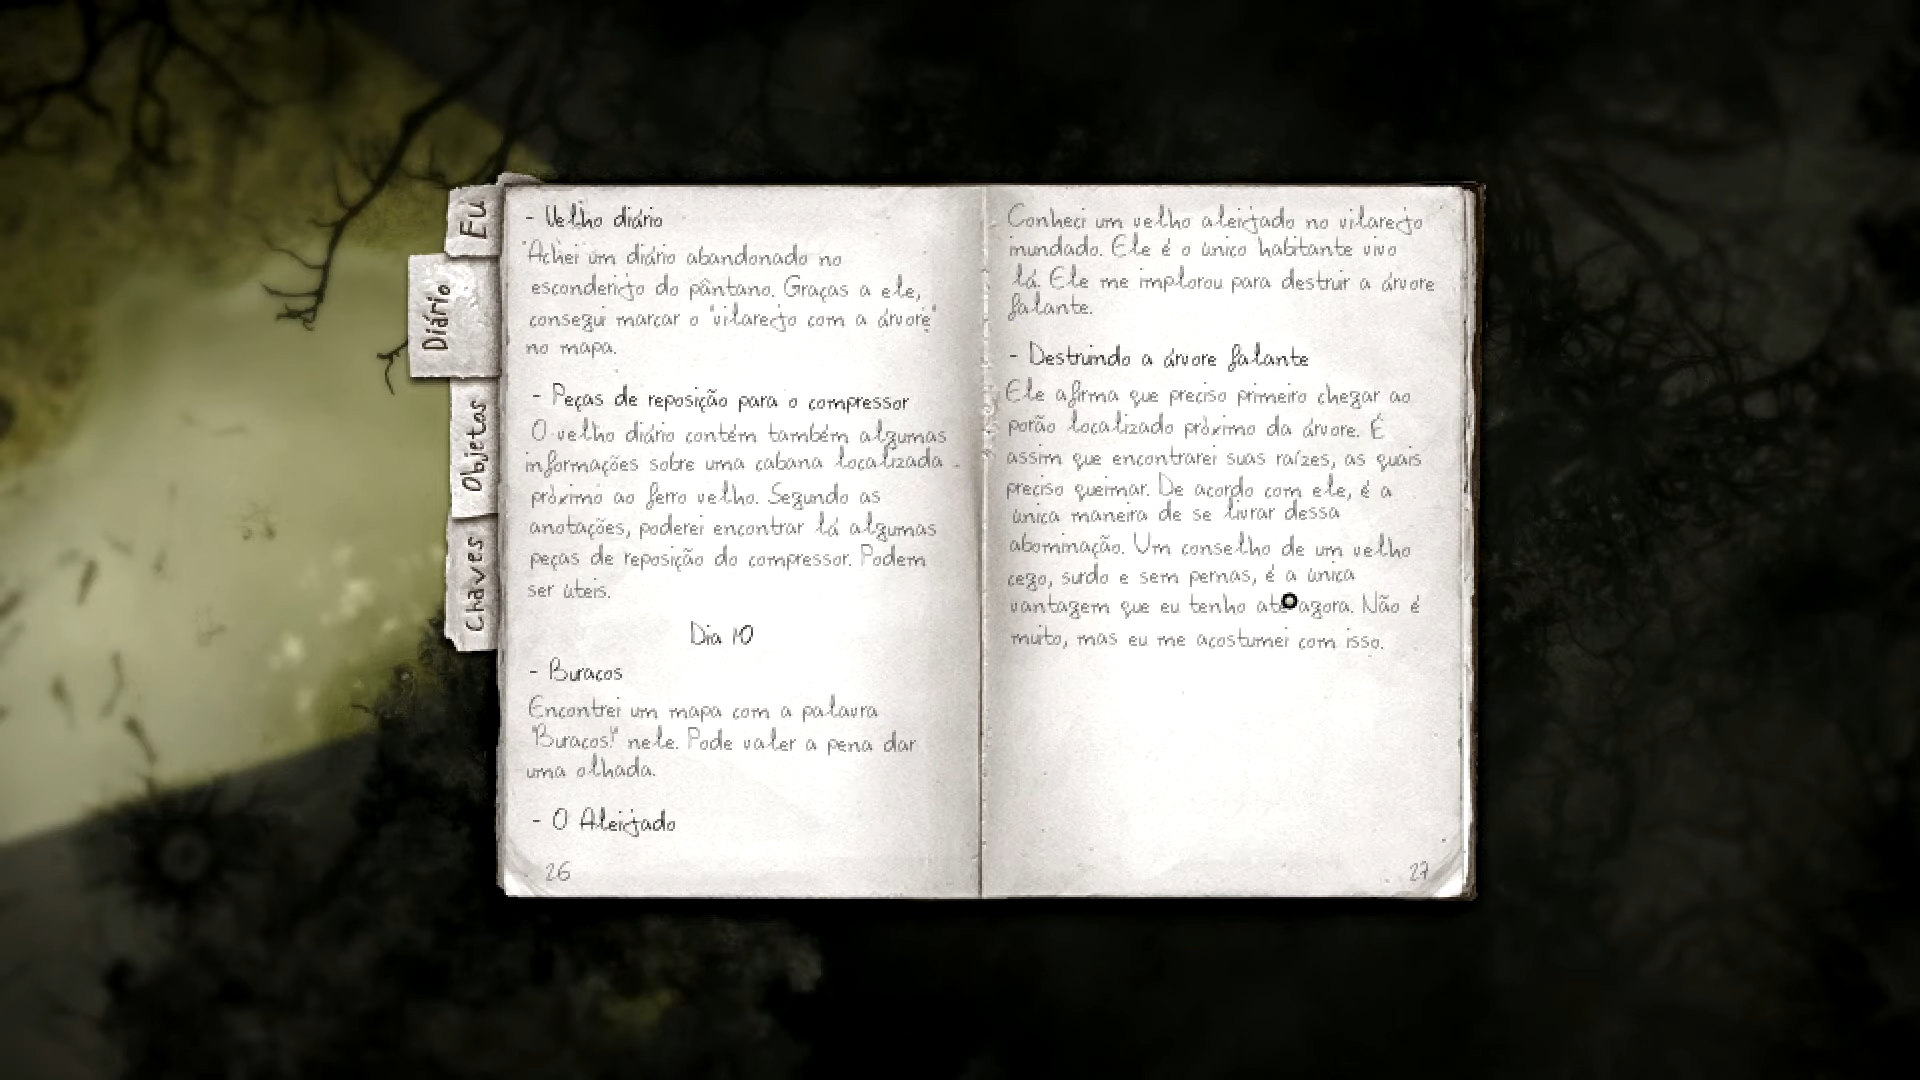 Eu
Diário
Objetos
Chaves
- Velho diário
Achei um diário abandonado no
esconderijo do pântano. Graças a ele,
consegui marcar o "vilarejo com a árvore"
no mapa.
- Peças de reposição para o compressor
O velho diário contém também algumas
informações sobre uma cabana localizada
próximo ao ferro velho. Segundo as
anotações, poderei encontrar lá algumas
peças de reposição do compressor. Podem
ser úteis.
Dia 10
- Buracos
Encontrei um mapa com a palavra
"Buracos!" nele. Pode valer a pena dar
uma olhada.
- O Aleijado
26
Conheci um velho aleijado no vilarejo
inundado. Ele é o único habitante vivo
lá. Ele me implorou para destruir a árvore
falante.
- Destruindo a árvore falante
Ele afirma que preciso primeiro chegar ao
porão localizado próximo da árvore. É
assim que encontrarei suas raízes, as quais
preciso queimar. De acordo com ele, é a
única maneira de se livrar dessa
abominação. Um conselho de um velho
cego, surdo e sem pernas, é a única
vantagem que eu tenho até agora. Não é
muito, mas eu me acostumei com isso.
27